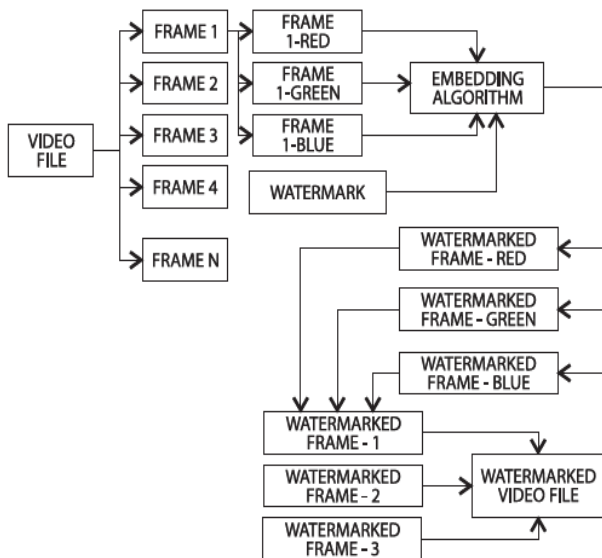 FRAME 1
FRAME
1-RED
FRAME 2
FRAME
1-GREEN
EMBEDDING
ALGORITHM
VIDEO
FILE
FRAME 3
FRAME
1-BLUE
FRAME 4
WATERMARK
FRAME N
WATERMARKED
FRAME - RED
WATERMARKED
FRAME - GREEN
WATERMARKED
FRAME - BLUE
WATERMARKED
FRAME - 1
WATERMARKED
FRAME - 2
WATERMARKED
VIDEO FILE
WATERMARKED
FRAME - 3